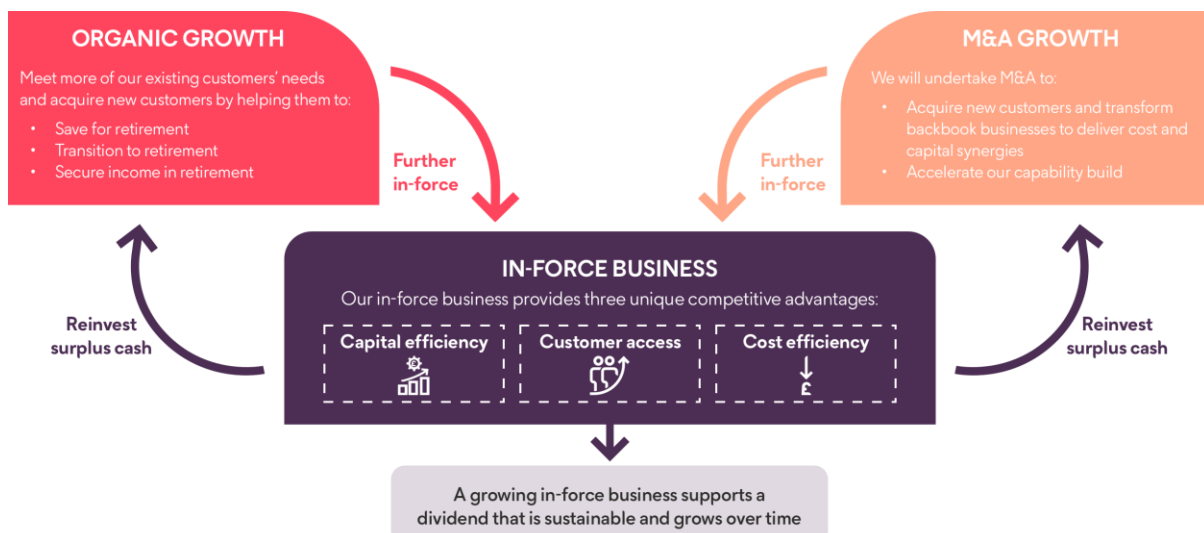 ORGANIC GROWTH
Meet more of our existing customers’ needs
and acquire new customers by helping them to:
• Save for retirement
• Transition to retirement
• Secure income in retirement
M&A GROWTH
We will undertake M&A to:
• Acquire new customers and transform
backbook businesses to deliver cost and
capital synergies
• Accelerate our capability build
Further
in-force
Further
in-force
IN-FORCE BUSINESS
Our in-force business provides three unique competitive advantages:
Capital efficiency
Customer access
Cost efficiency
£
£
Reinvest
surplus cash
Reinvest
surplus cash
A growing in-force business supports a
dividend that is sustainable and grows over time